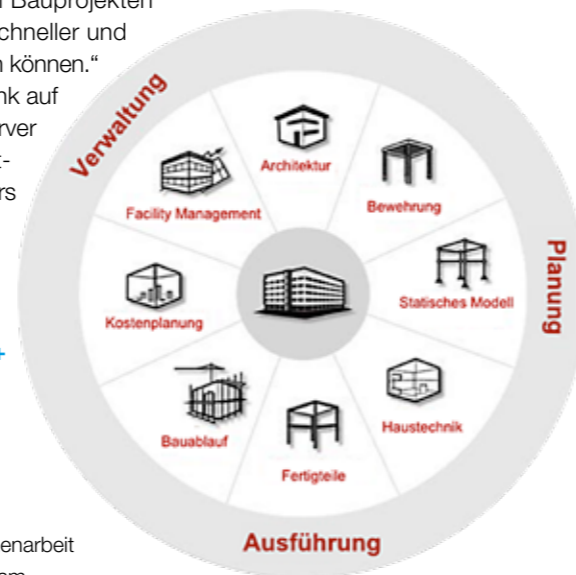 Bauprojekten
chneller und
n können.“
nk auf
rver
t-
rs
+
enarbeit
Verwaltung
Planung
Ausführung
Architektur
Bewehrung
Statisches Modell
Haustechnik
Fertigteile
Bauablauf
Kostenplanung
Facility Management